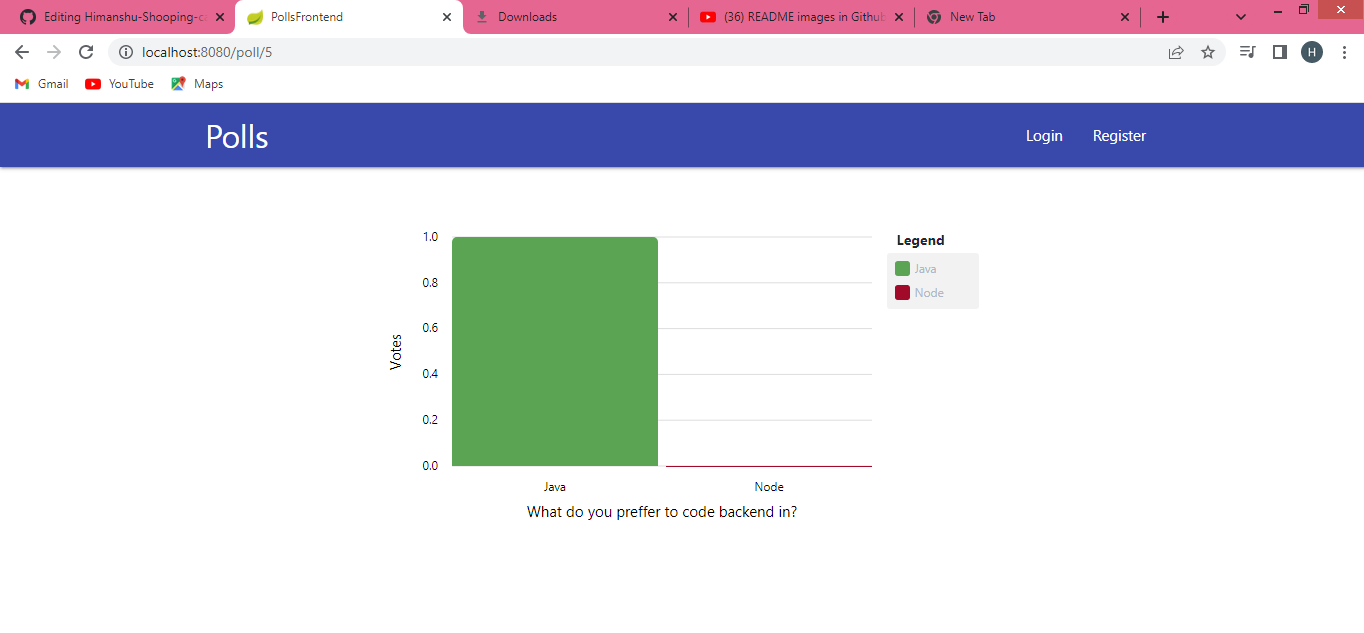 Editing Himanshu-Shooping-c
PollsFrontend
Downloads
(36) README images in Github
New Tab
localhost:8080/poll/5
H
Gmail
YouTube
Maps
Polls
Login
Register
1.0
0.8
0.6
0.4
0.2
0.0
Votes
Java
Node
What do you preffer to code backend in?
Legend
Java
Node